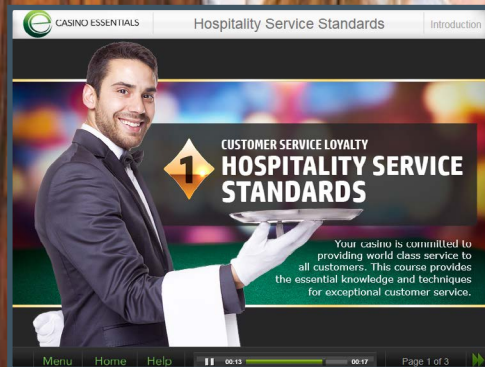 CASINO ESSENTIALS
Hospitality Service Standards
Introduction
CUSTOMER SERVICE LOYALTY
1
HOSPITALITY SERVICE
STANDARDS
Your casino is committed to
providing world class service to
all customers. This course provides
the essential knowledge and techniques
for exceptional customer service.
Menu Home Help 00:13 00:17 Page 1 of 3